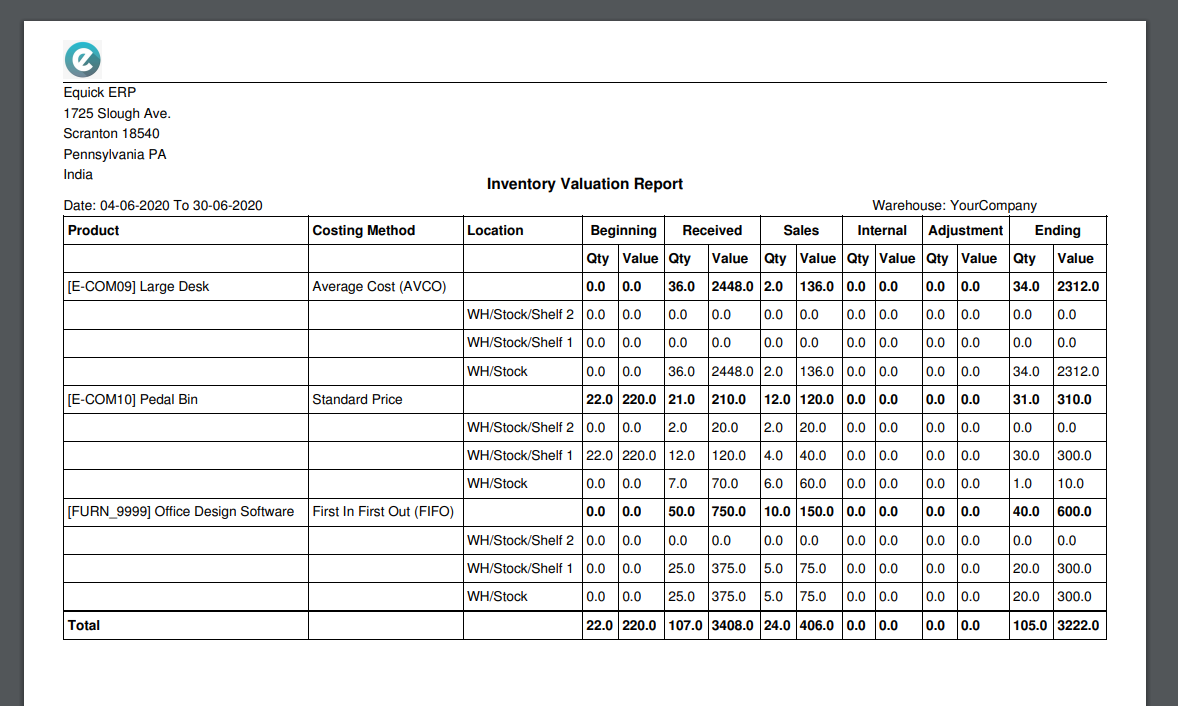 Equick ERP
1725 Slough Ave.
Scranton 18540
Pennsylvania PA
India
Inventory Valuation Report
Date: 04-06-2020 To 30-06-2020 Warehouse: YourCompany
Product Costing Method Location Beginning Received Sales Internal Adjustment Ending
Qty Value Qty Value Qty Value Qty Value Qty Value Qty Value
[E-COM09] Large Desk Average Cost (AVCO) 0.0 0.0 36.0 2448.0 2.0 136.0 0.0 0.0 0.0 0.0 34.0 2312.0
WH/Stock/Shelf 2 0.0 0.0 0.0 0.0 0.0 0.0 0.0 0.0 0.0 0.0 0.0 0.0
WH/Stock/Shelf 1 0.0 0.0 0.0 0.0 0.0 0.0 0.0 0.0 0.0 0.0 0.0 0.0
WH/Stock 0.0 0.0 36.0 2448.0 2.0 136.0 0.0 0.0 0.0 0.0 34.0 2312.0
[E-COM10] Pedal Bin Standard Price 22.0 220.0 21.0 210.0 12.0 120.0 0.0 0.0 0.0 0.0 31.0 310.0
WH/Stock/Shelf 2 0.0 0.0 2.0 20.0 2.0 20.0 0.0 0.0 0.0 0.0 0.0 0.0
WH/Stock/Shelf 1 22.0 220.0 12.0 120.0 4.0 40.0 0.0 0.0 0.0 0.0 30.0 300.0
WH/Stock 0.0 0.0 7.0 70.0 6.0 60.0 0.0 0.0 0.0 0.0 1.0 10.0
[FURN_9999] Office Design Software First In First Out (FIFO) 0.0 0.0 50.0 750.0 10.0 150.0 0.0 0.0 0.0 0.0 40.0 600.0
WH/Stock/Shelf 2 0.0 0.0 0.0 0.0 0.0 0.0 0.0 0.0 0.0 0.0 0.0 0.0
WH/Stock/Shelf 1 0.0 0.0 25.0 375.0 5.0 75.0 0.0 0.0 0.0 0.0 20.0 300.0
WH/Stock 0.0 0.0 25.0 375.0 5.0 75.0 0.0 0.0 0.0 0.0 20.0 300.0
Total 22.0 220.0 107.0 3408.0 24.0 406.0 0.0 0.0 0.0 0.0 105.0 3222.0